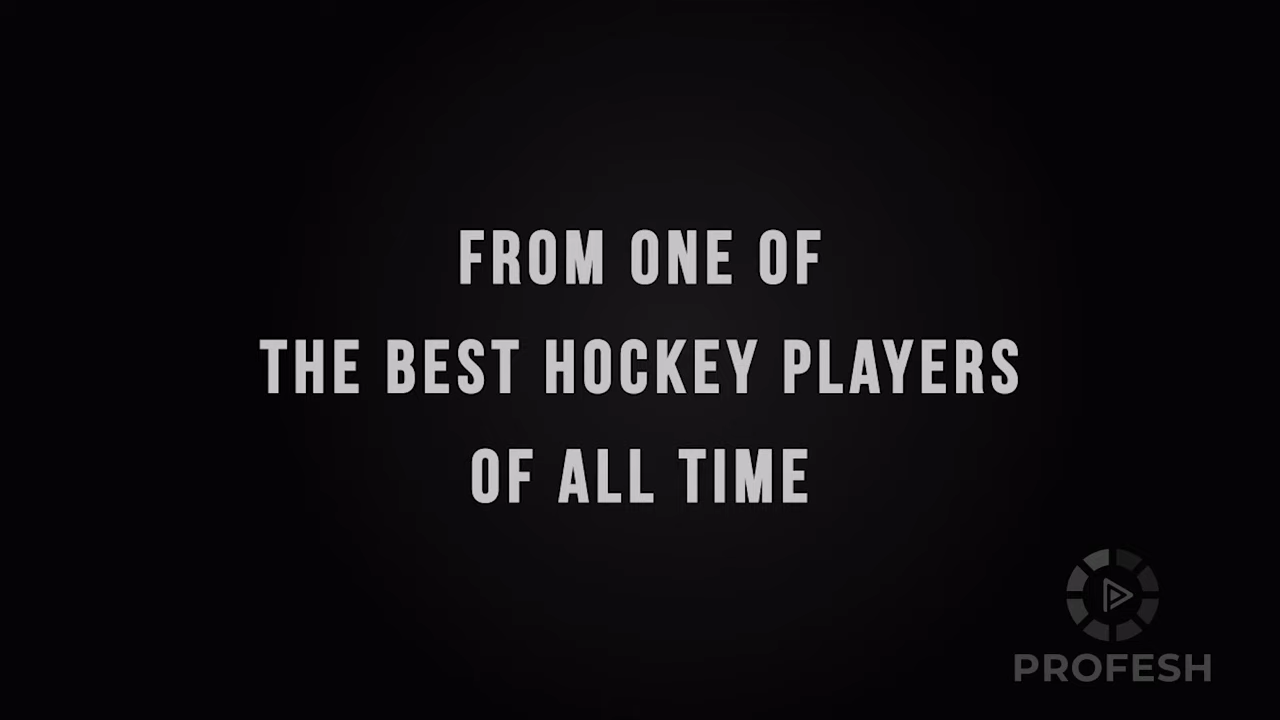 FROM ONE OF
THE BEST HOCKEY PLAYERS
OF ALL TIME
PROFESH